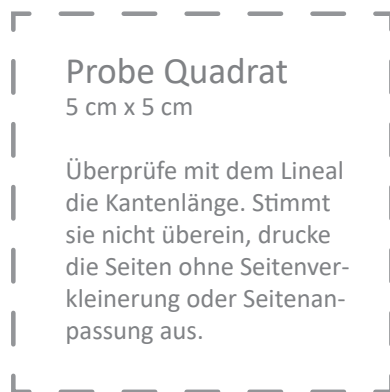 Probe Quadrat
5 cm x 5 cm
Überprüfe mit dem Lineal
die Kantenlänge. Stimmt
sie nicht überein, drucke
die Seiten ohne Seitenver-
kleinerung oder Seitenan-
passung aus.